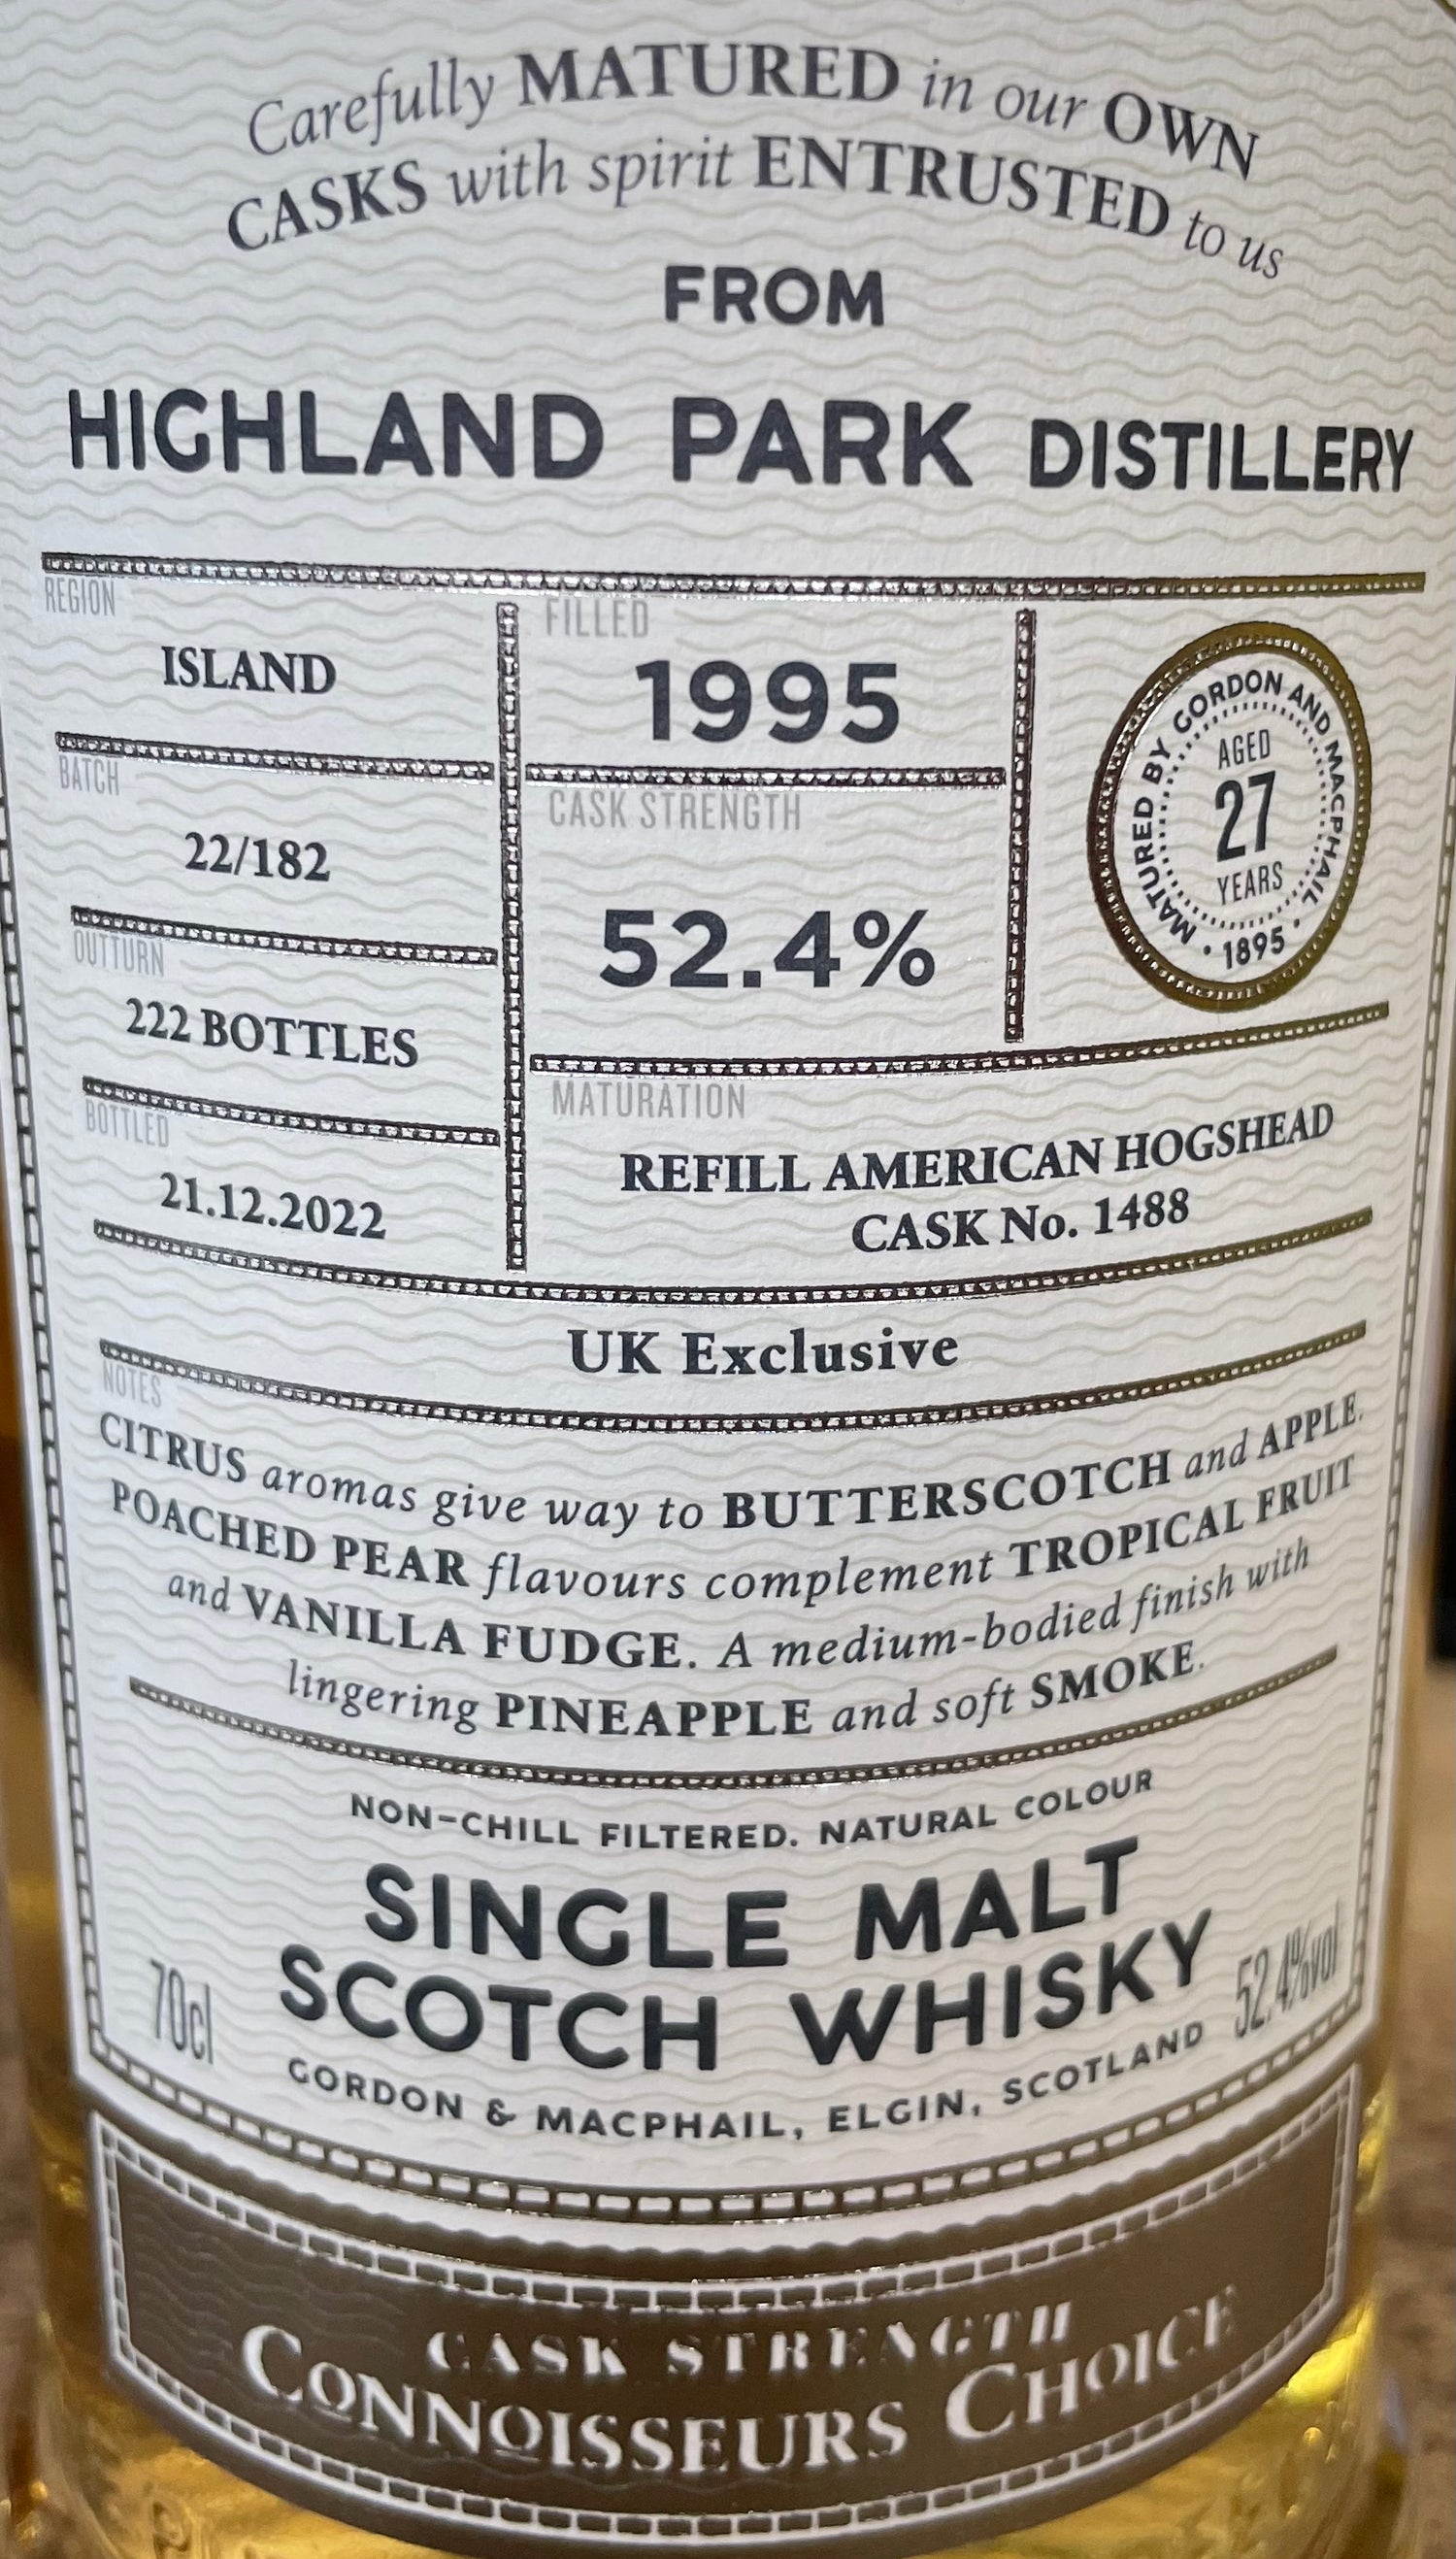 Carefully MATURED in our OWN
CASKS with spirit ENTRUSTED to us
FROM
HIGHLAND PARK DISTILLERY
REGION
ISLAND
BATCH
22/182
OUTTURN
222 BOTTLES
BOTTLED
21.12.2022
FILLED
1995
CASK STRENGTH
52.4%
MATURED BY GORDON AND MACPHAIL
AGED
27
YEARS
• 1895 •
MATURATION
REFILL AMERICAN HOGSHEAD
CASK No. 1488
UK Exclusive
NOTES
CITRUS aromas give way to BUTTERSCOTCH and APPLE.
POACHED PEAR flavours complement TROPICAL FRUIT
and VANILLA FUDGE. A medium-bodied finish with
lingering PINEAPPLE and soft SMOKE.
NON-CHILL FILTERED. NATURAL COLOUR
SINGLE MALT
SCOTCH WHISKY
70cl
52.4%vol
GORDON & MACPHAIL, ELGIN, SCOTLAND
CASK STRENGTH
CONNOISSEURS CHOICE